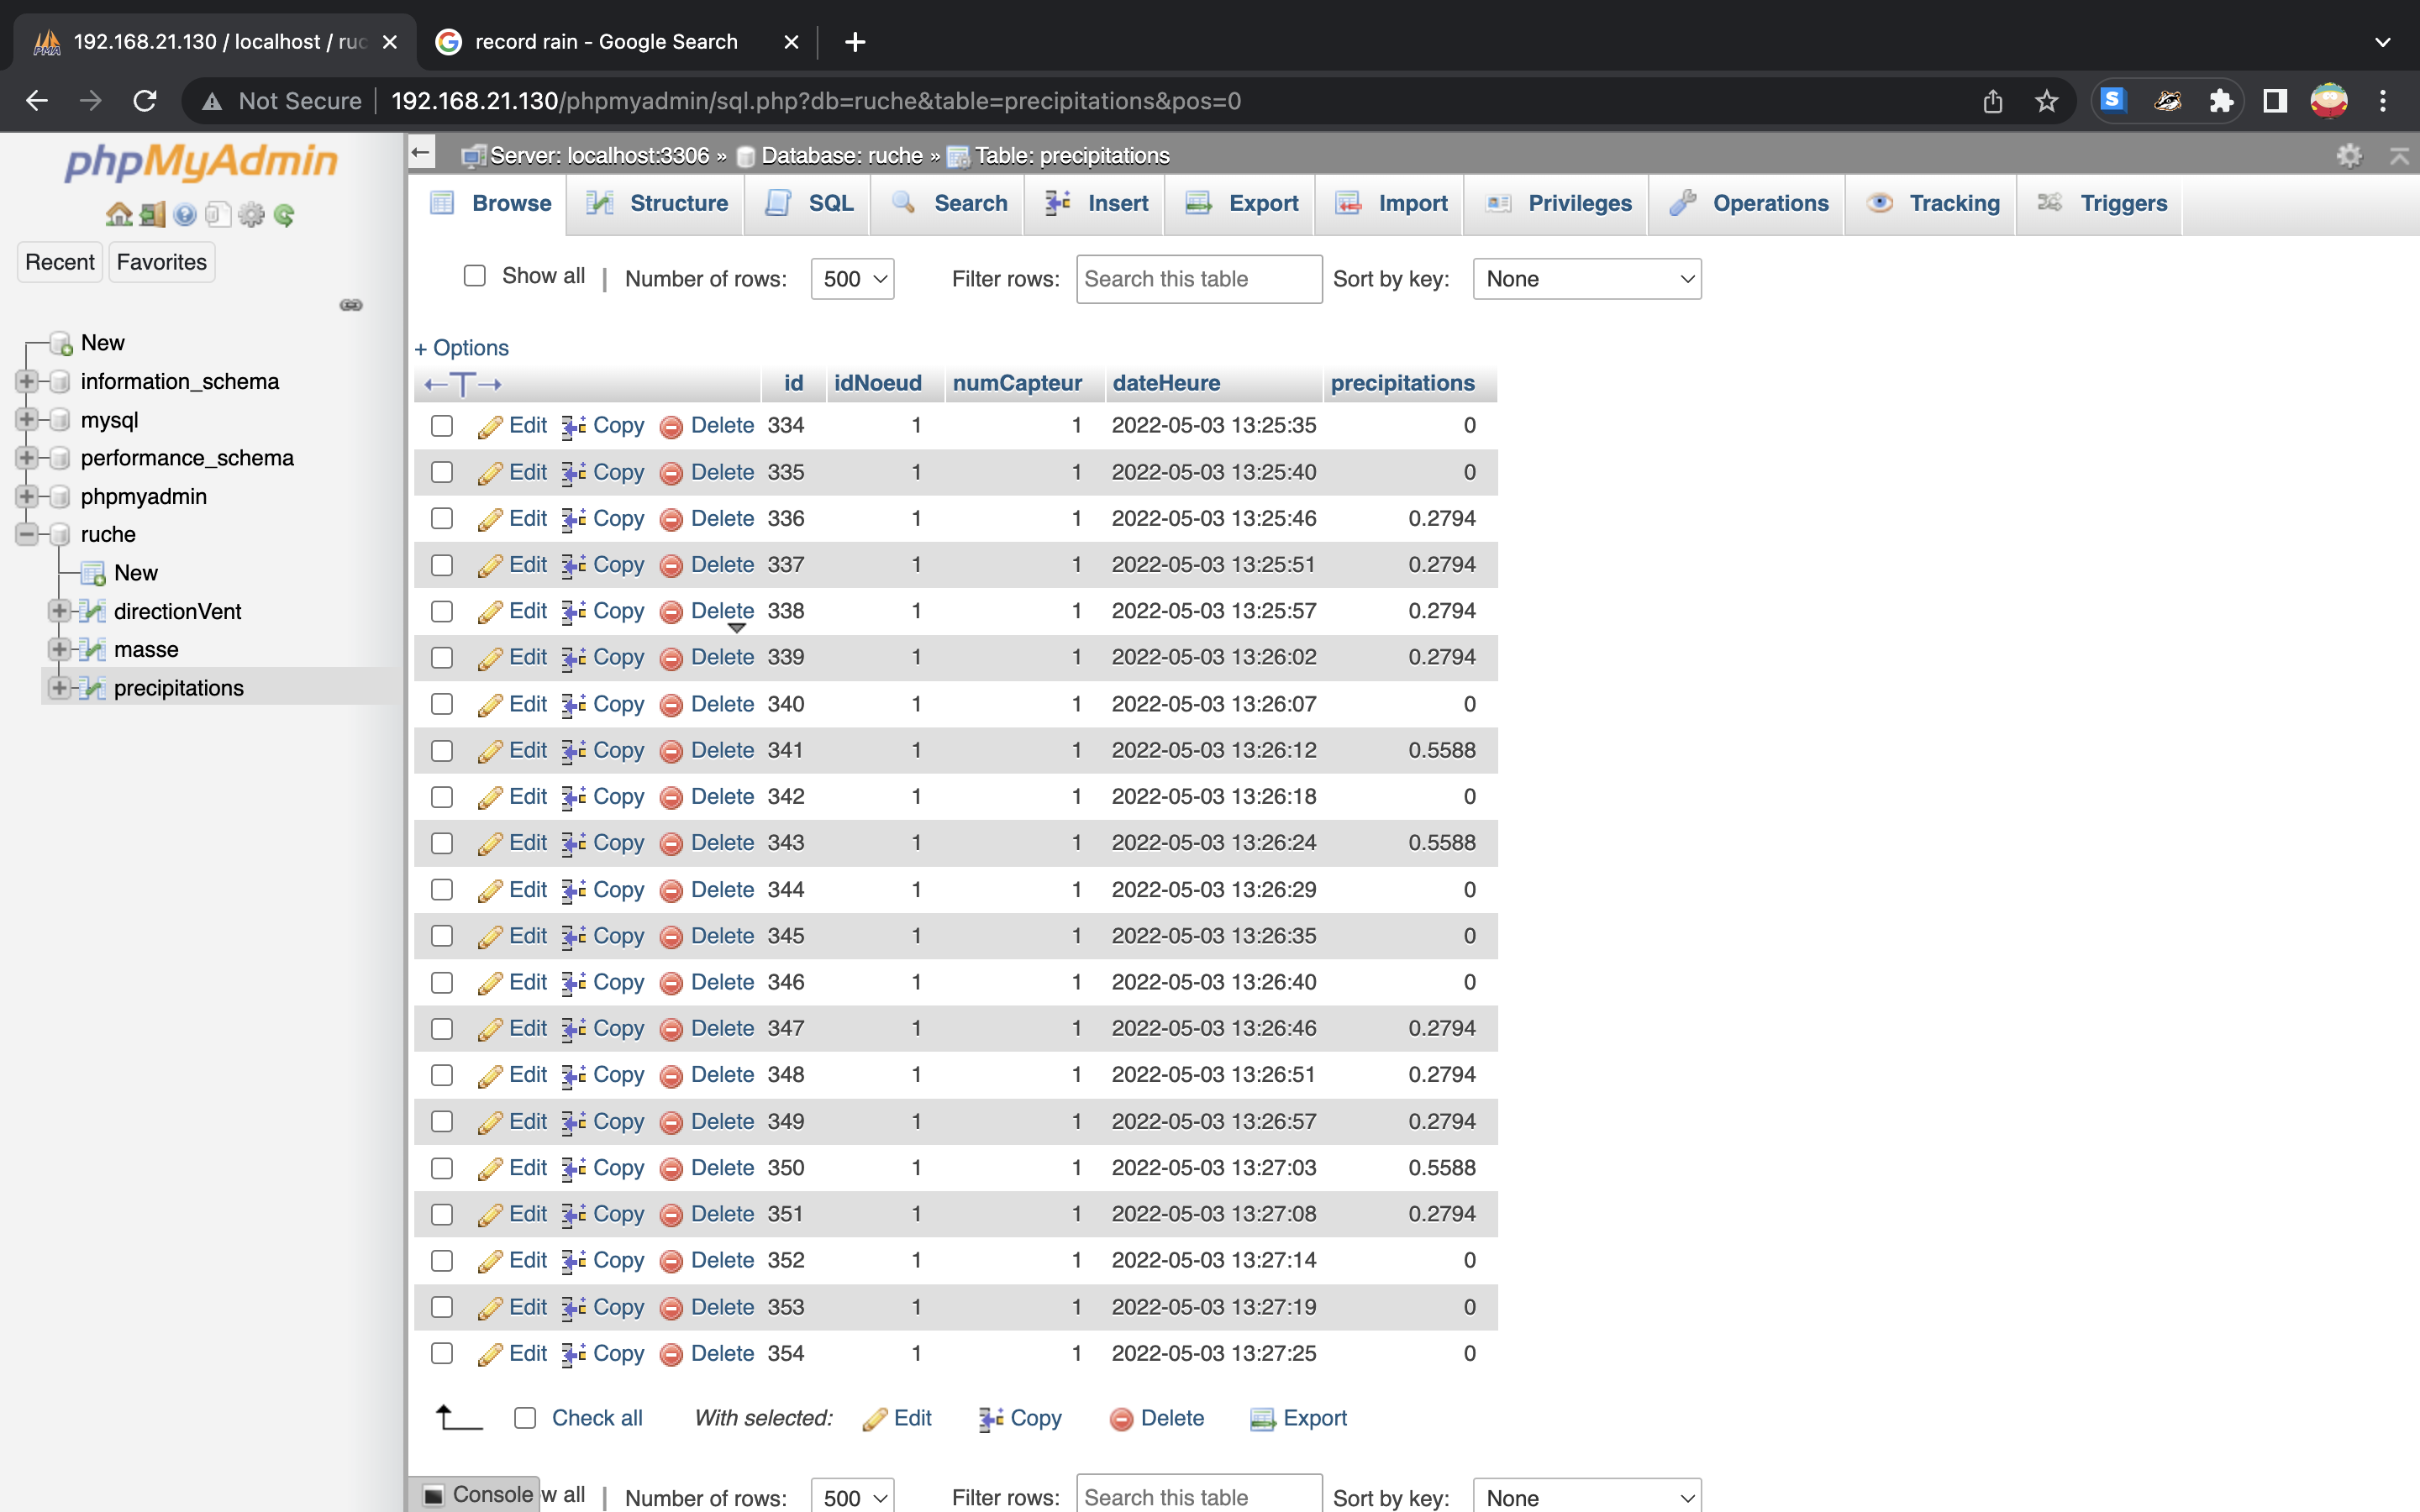 192.168.21.130 / localhost / ruc
record rain - Google Search
Not Secure 192.168.21.130/phpmyadmin/sql.php?db=ruche&table=precipitations&pos=0
phpMyAdmin
Recent Favorites
New
information_schema
mysql
performance_schema
phpmyadmin
ruche
New
directionVent
masse
precipitations
Server: localhost:3306 » Database: ruche » Table: precipitations
Browse Structure SQL Search Insert Export Import Privileges Operations Tracking Triggers
Show all | Number of rows: 500 Filter rows: Search this table Sort by key: None
+ Options
←T→ id idNoeud numCapteur dateHeure precipitations
Edit Copy Delete 334 1 1 2022-05-03 13:25:35 0
Edit Copy Delete 335 1 1 2022-05-03 13:25:40 0
Edit Copy Delete 336 1 1 2022-05-03 13:25:46 0.2794
Edit Copy Delete 337 1 1 2022-05-03 13:25:51 0.2794
Edit Copy Delete 338 1 1 2022-05-03 13:25:57 0.2794
Edit Copy Delete 339 1 1 2022-05-03 13:26:02 0.2794
Edit Copy Delete 340 1 1 2022-05-03 13:26:07 0
Edit Copy Delete 341 1 1 2022-05-03 13:26:12 0.5588
Edit Copy Delete 342 1 1 2022-05-03 13:26:18 0
Edit Copy Delete 343 1 1 2022-05-03 13:26:24 0.5588
Edit Copy Delete 344 1 1 2022-05-03 13:26:29 0
Edit Copy Delete 345 1 1 2022-05-03 13:26:35 0
Edit Copy Delete 346 1 1 2022-05-03 13:26:40 0
Edit Copy Delete 347 1 1 2022-05-03 13:26:46 0.2794
Edit Copy Delete 348 1 1 2022-05-03 13:26:51 0.2794
Edit Copy Delete 349 1 1 2022-05-03 13:26:57 0.2794
Edit Copy Delete 350 1 1 2022-05-03 13:27:03 0.5588
Edit Copy Delete 351 1 1 2022-05-03 13:27:08 0.2794
Edit Copy Delete 352 1 1 2022-05-03 13:27:14 0
Edit Copy Delete 353 1 1 2022-05-03 13:27:19 0
Edit Copy Delete 354 1 1 2022-05-03 13:27:25 0
Check all With selected: Edit Copy Delete Export
Console w all | Number of rows: 500 Filter rows: Search this table Sort by key: None